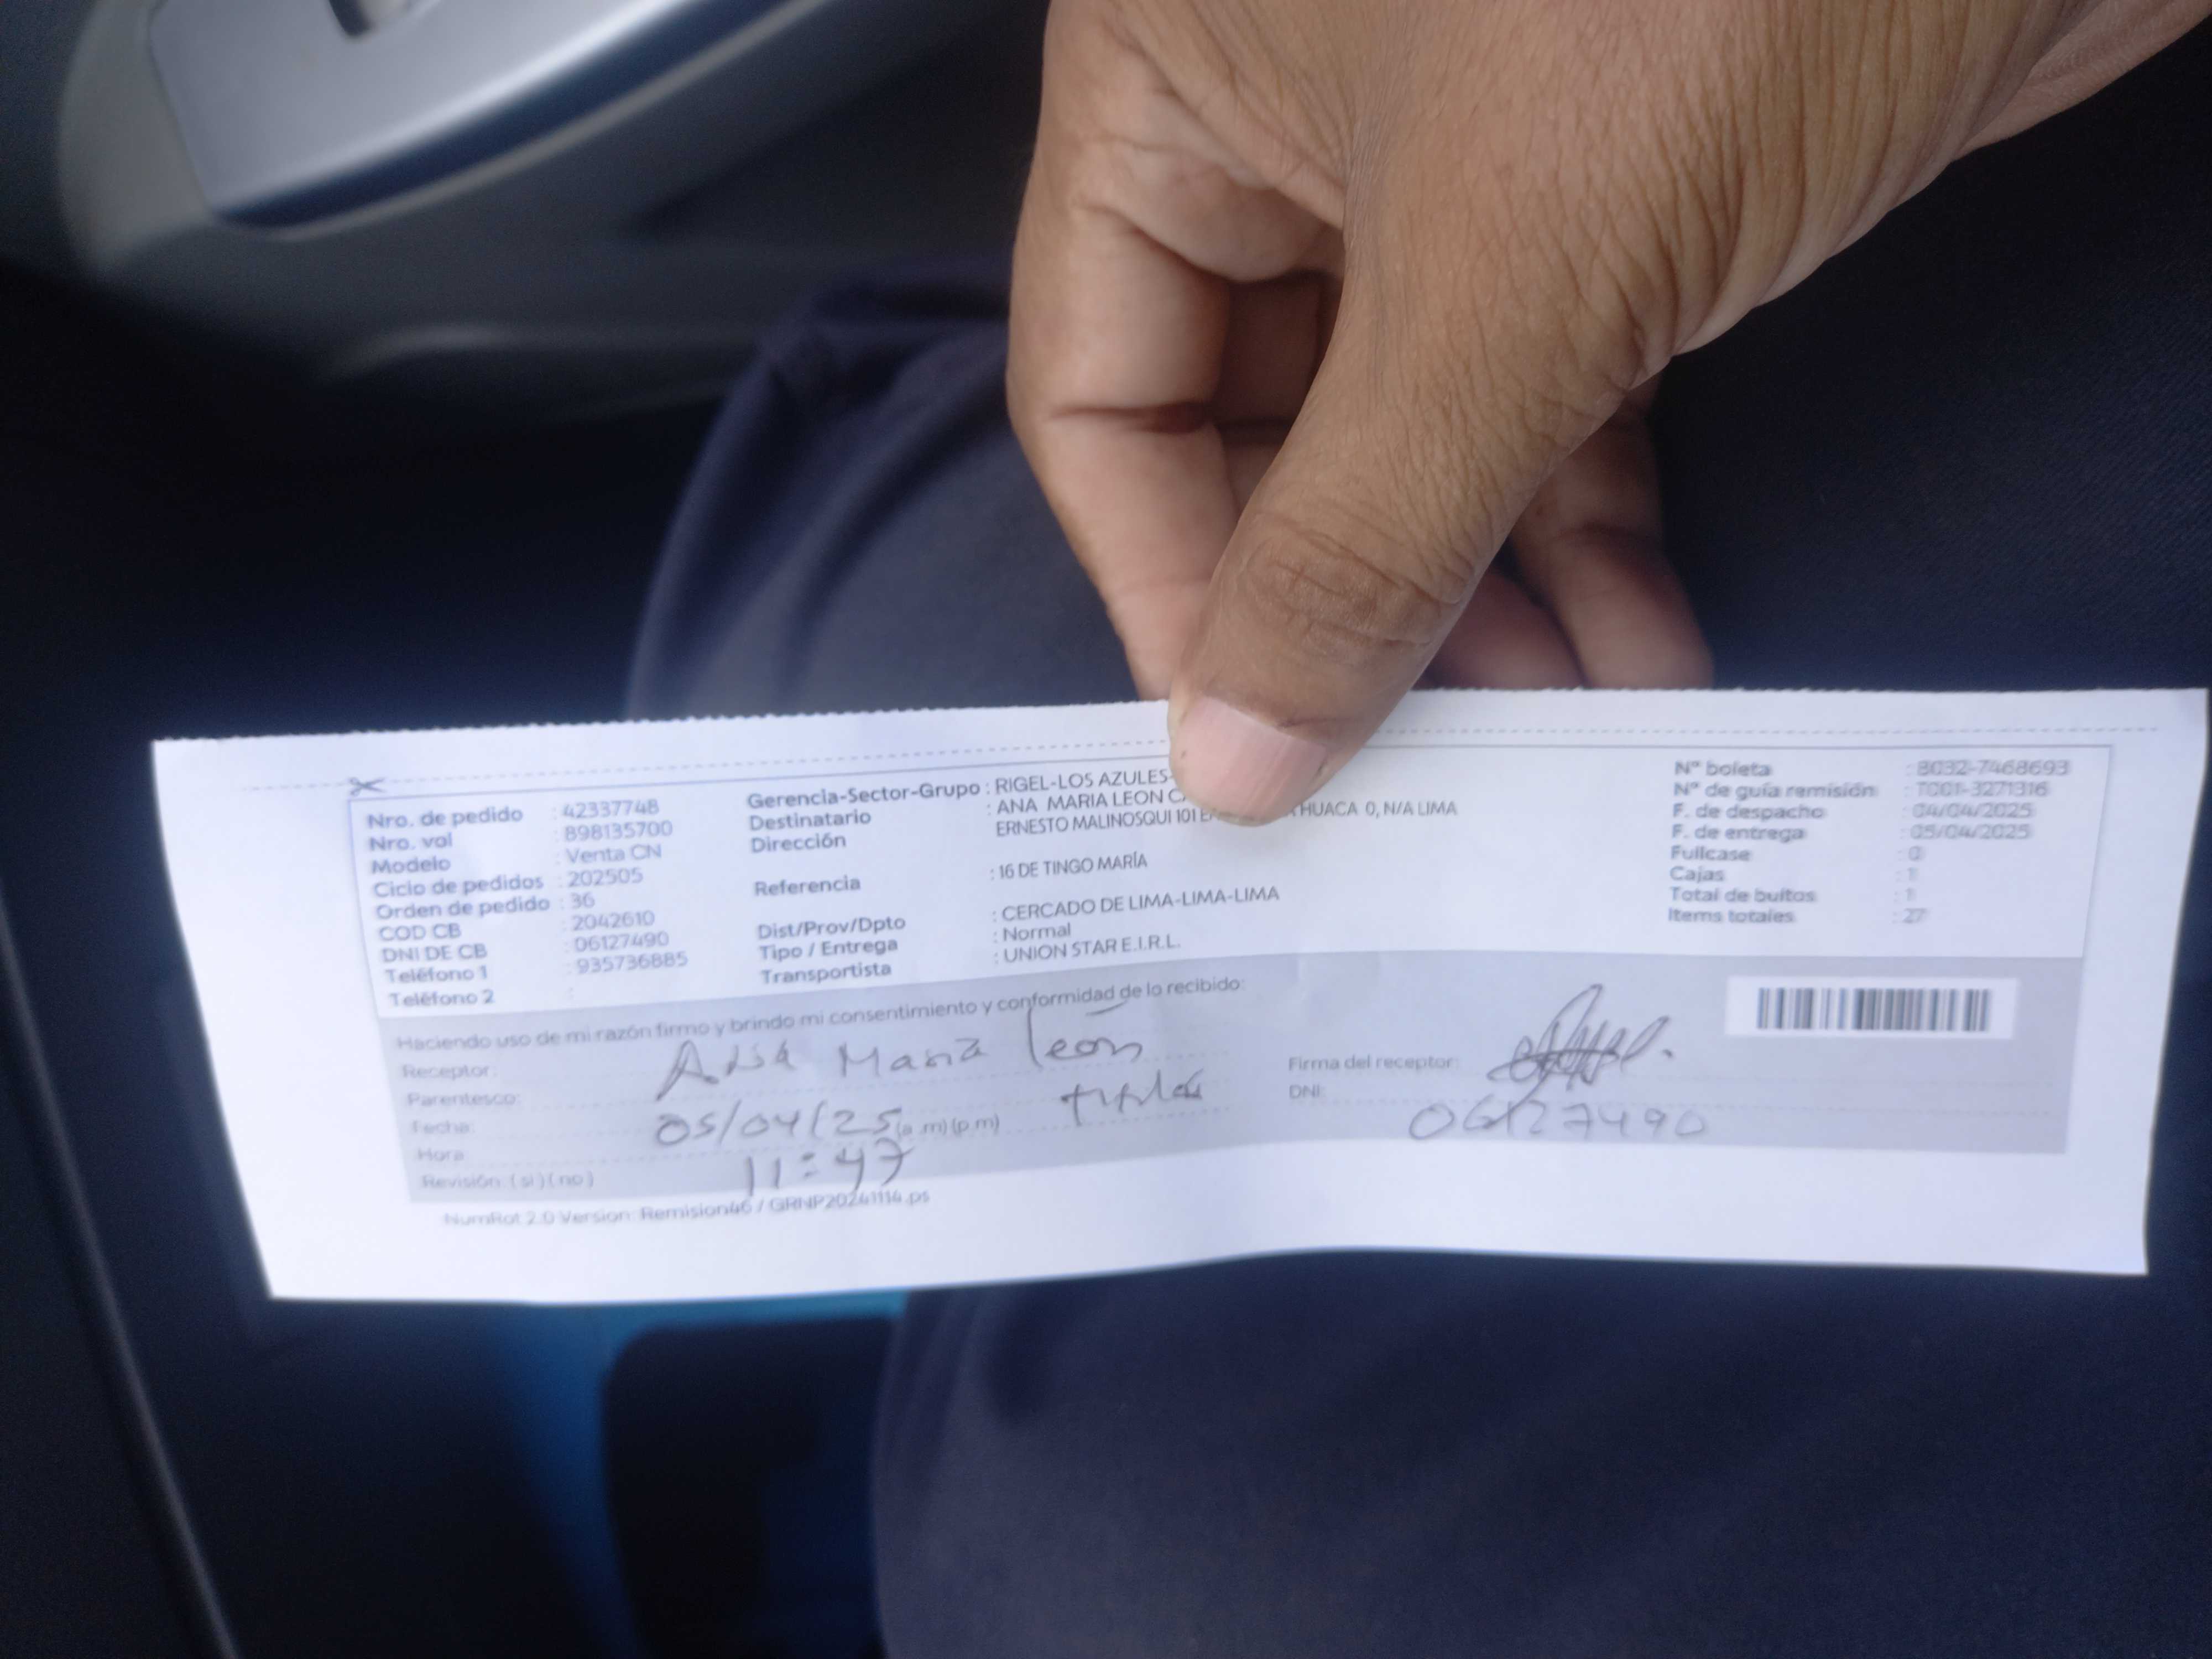 Nro. de pedido : 42337748
Nro. vol : 898135700
Modelo : Venta CN
Ciclo de pedidos : 202505
Orden de pedido : 36
COD CB : 2042610
DNI DE CB : 06127490
Teléfono 1 : 935736885
Teléfono 2 :
Gerencia-Sector-Grupo : RIGEL-LOS AZULES-
Destinatario : ANA MARIA LEON
Dirección ERNESTO MALINOSQUI 101 HUACA 0, N/A LIMA
Referencia : 16 DE TINGO MARÍA
Dist/Prov/Dpto : CERCADO DE LIMA-LIMA-LIMA
Tipo / Entrega : Normal
Transportista : UNION STAR E.I.R.L.
N° boleta : B032-7468693
N° de guía remisión : T001-3271316
F. de despacho : 04/04/2025
F. de entrega : 05/04/2025
Fullcase : 0
Cajas : 1
Total de bultos : 1
Items totales : 27
Haciendo uso de mi razón firmo y brindo mi consentimiento y conformidad de lo recibido:
Receptor: Ana Maria Leon
Parentesco: titular
Fecha: 05/04/25 (a.m) (p.m)
Hora 11:47
Revisión: ( si ) ( no )
Firma del receptor:
DNI: 06127490
NumRot 2.0 Version: Remision46 / GRNP20241114.ps